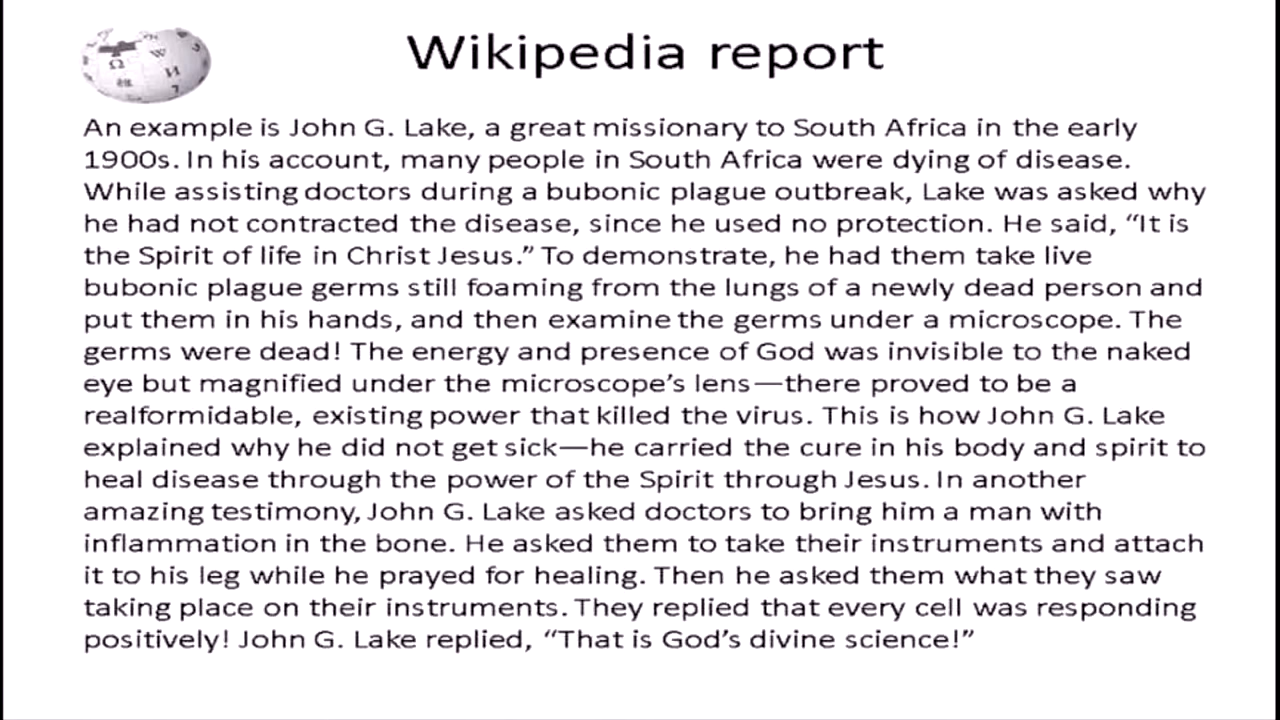 Wikipedia report
An example is John G. Lake, a great missionary to South Africa in the early
1900s. In his account, many people in South Africa were dying of disease.
While assisting doctors during a bubonic plague outbreak, Lake was asked why
he had not contracted the disease, since he used no protection. He said, “It is
the Spirit of life in Christ Jesus.” To demonstrate, he had them take live
bubonic plague germs still foaming from the lungs of a newly dead person and
put them in his hands, and then examine the germs under a microscope. The
germs were dead! The energy and presence of God was invisible to the naked
eye but magnified under the microscope’s lens—there proved to be a
realformidable, existing power that killed the virus. This is how John G. Lake
explained why he did not get sick—he carried the cure in his body and spirit to
heal disease through the power of the Spirit through Jesus. In another
amazing testimony, John G. Lake asked doctors to bring him a man with
inflammation in the bone. He asked them to take their instruments and attach
it to his leg while he prayed for healing. Then he asked them what they saw
taking place on their instruments. They replied that every cell was responding
positively! John G. Lake replied, “That is God’s divine science!”